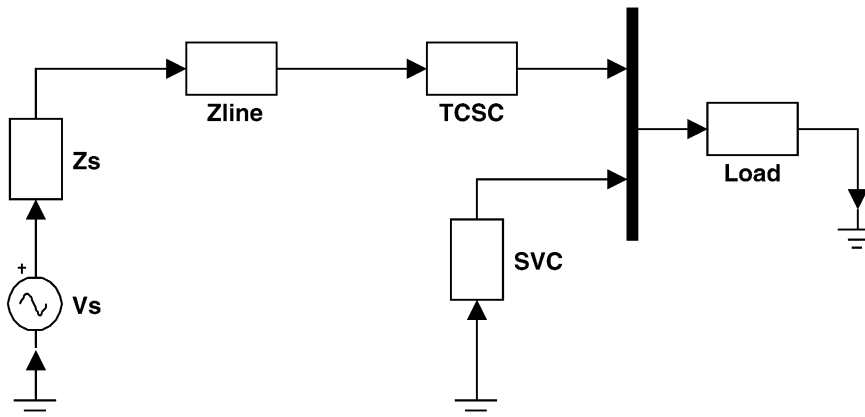 Zline
TCSC
Zs
Load
SVC
+
Vs